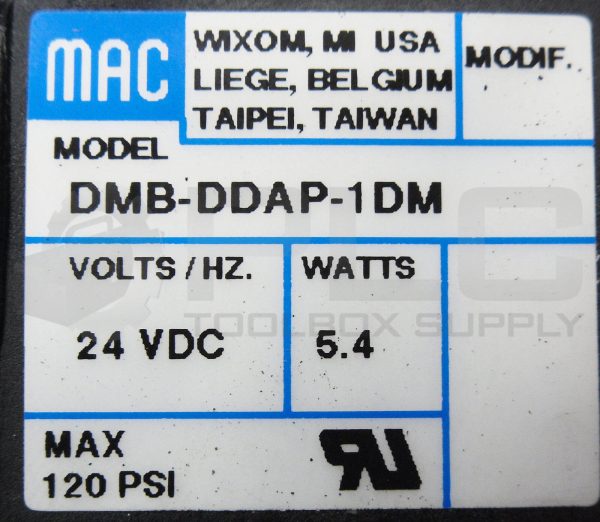 MAC
WIXOM, MI USA
LIEGE, BELGIUM
TAIPEI, TAIWAN
MODIF.
MODEL
DMB-DDAP-1DM
VOLTS / HZ.
WATTS
24 VDC
5.4
MAX
120 PSI
PLC
TOOLBOX SUPPLY